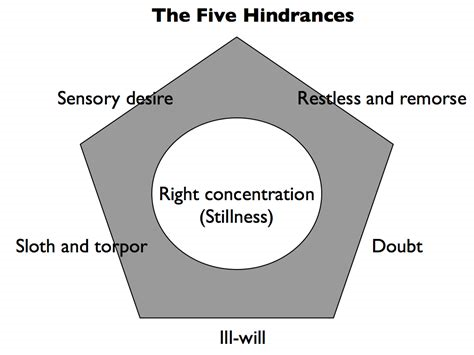 The Five Hindrances
Sensory desire
Restless and remorse
Right concentration
(Stillness)
Sloth and torpor
Doubt
Ill-will